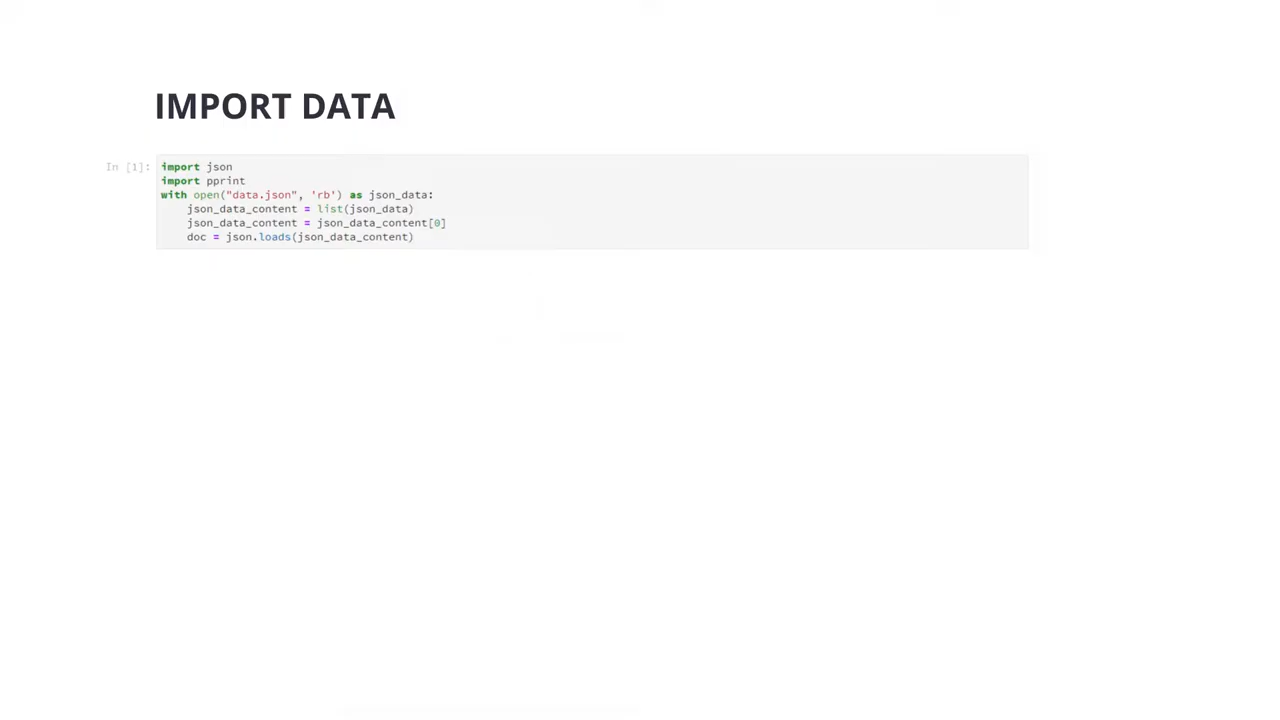 IMPORT DATA
In [1]:
import json
import pprint
with open("data.json", 'rb') as json_data:
    json_data_content = list(json_data)
    json_data_content = json_data_content[0]
    doc = json.loads(json_data_content)